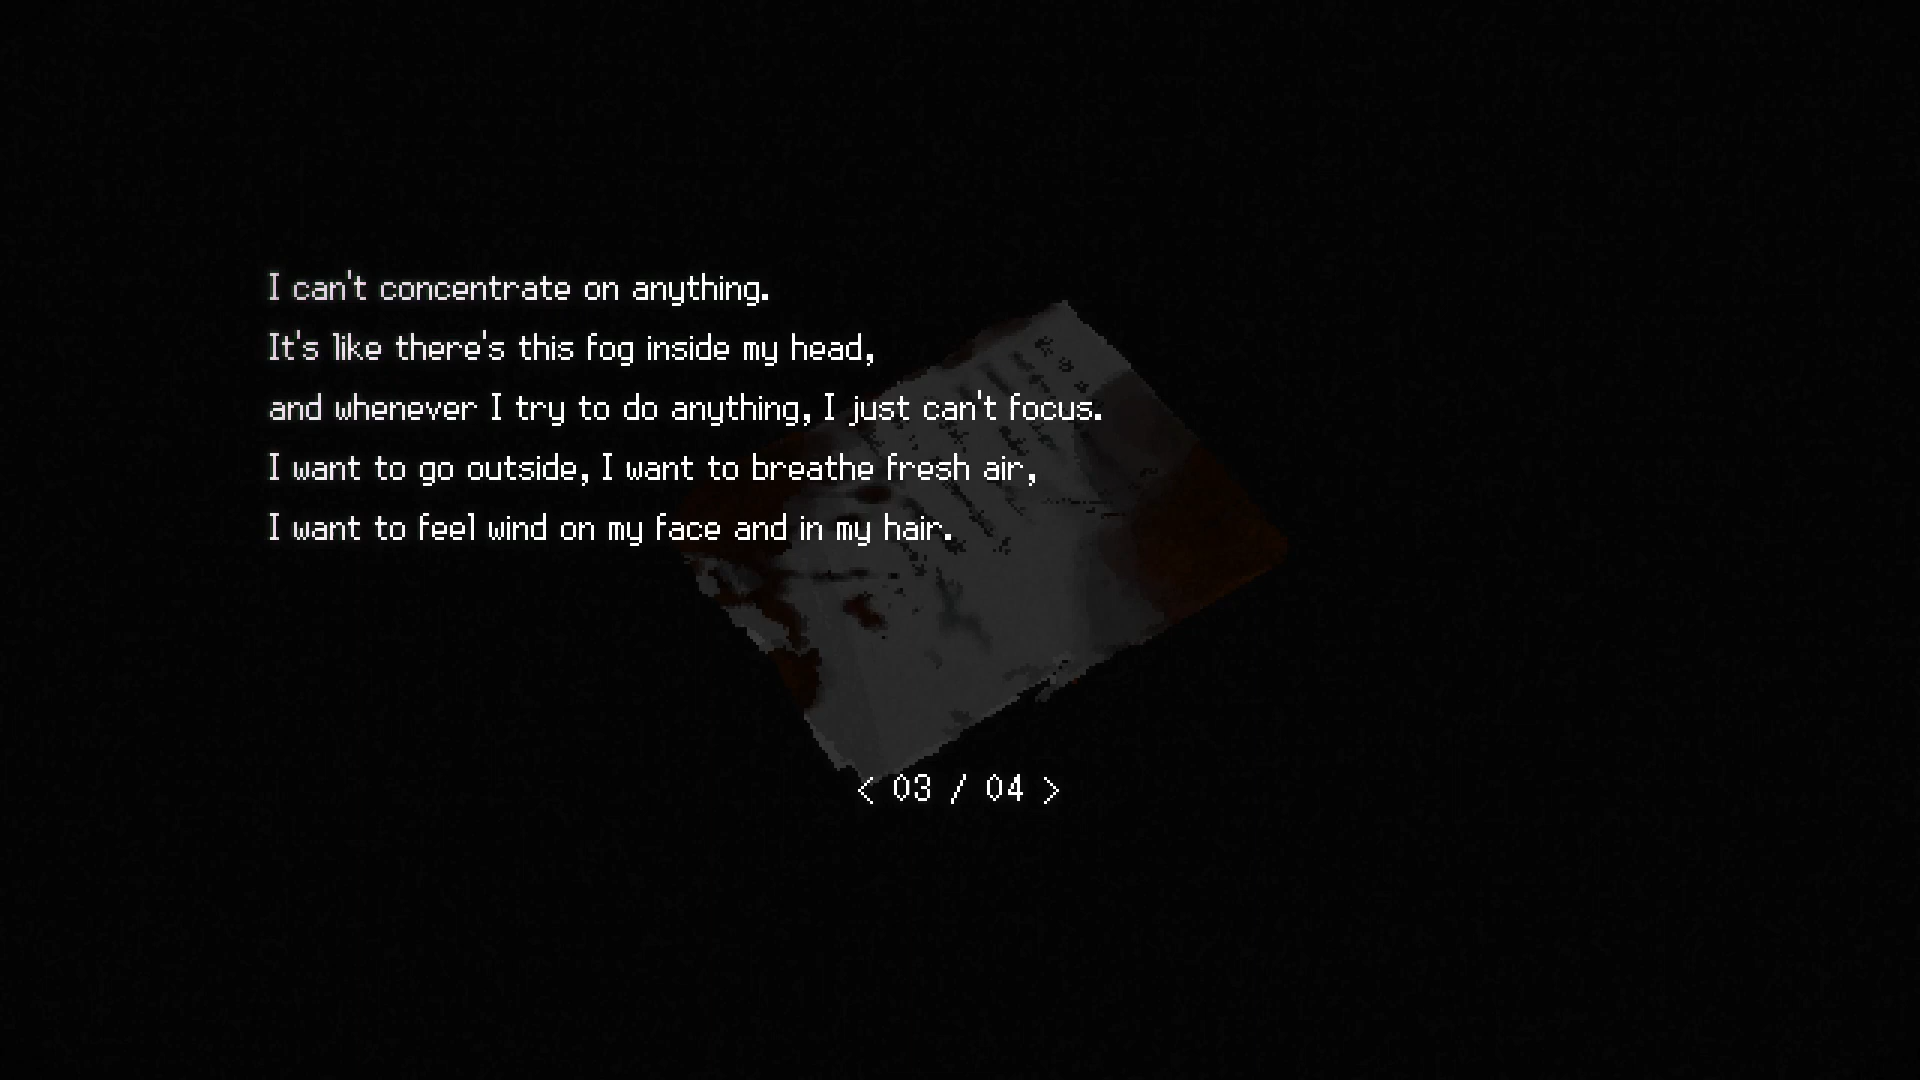 I can't concentrate on anything.
It's like there's this fog inside my head,
and whenever I try to do anything, I just can't focus.
I want to go outside, I want to breathe fresh air,
I want to feel wind on my face and in my hair.
< 03 / 04 >